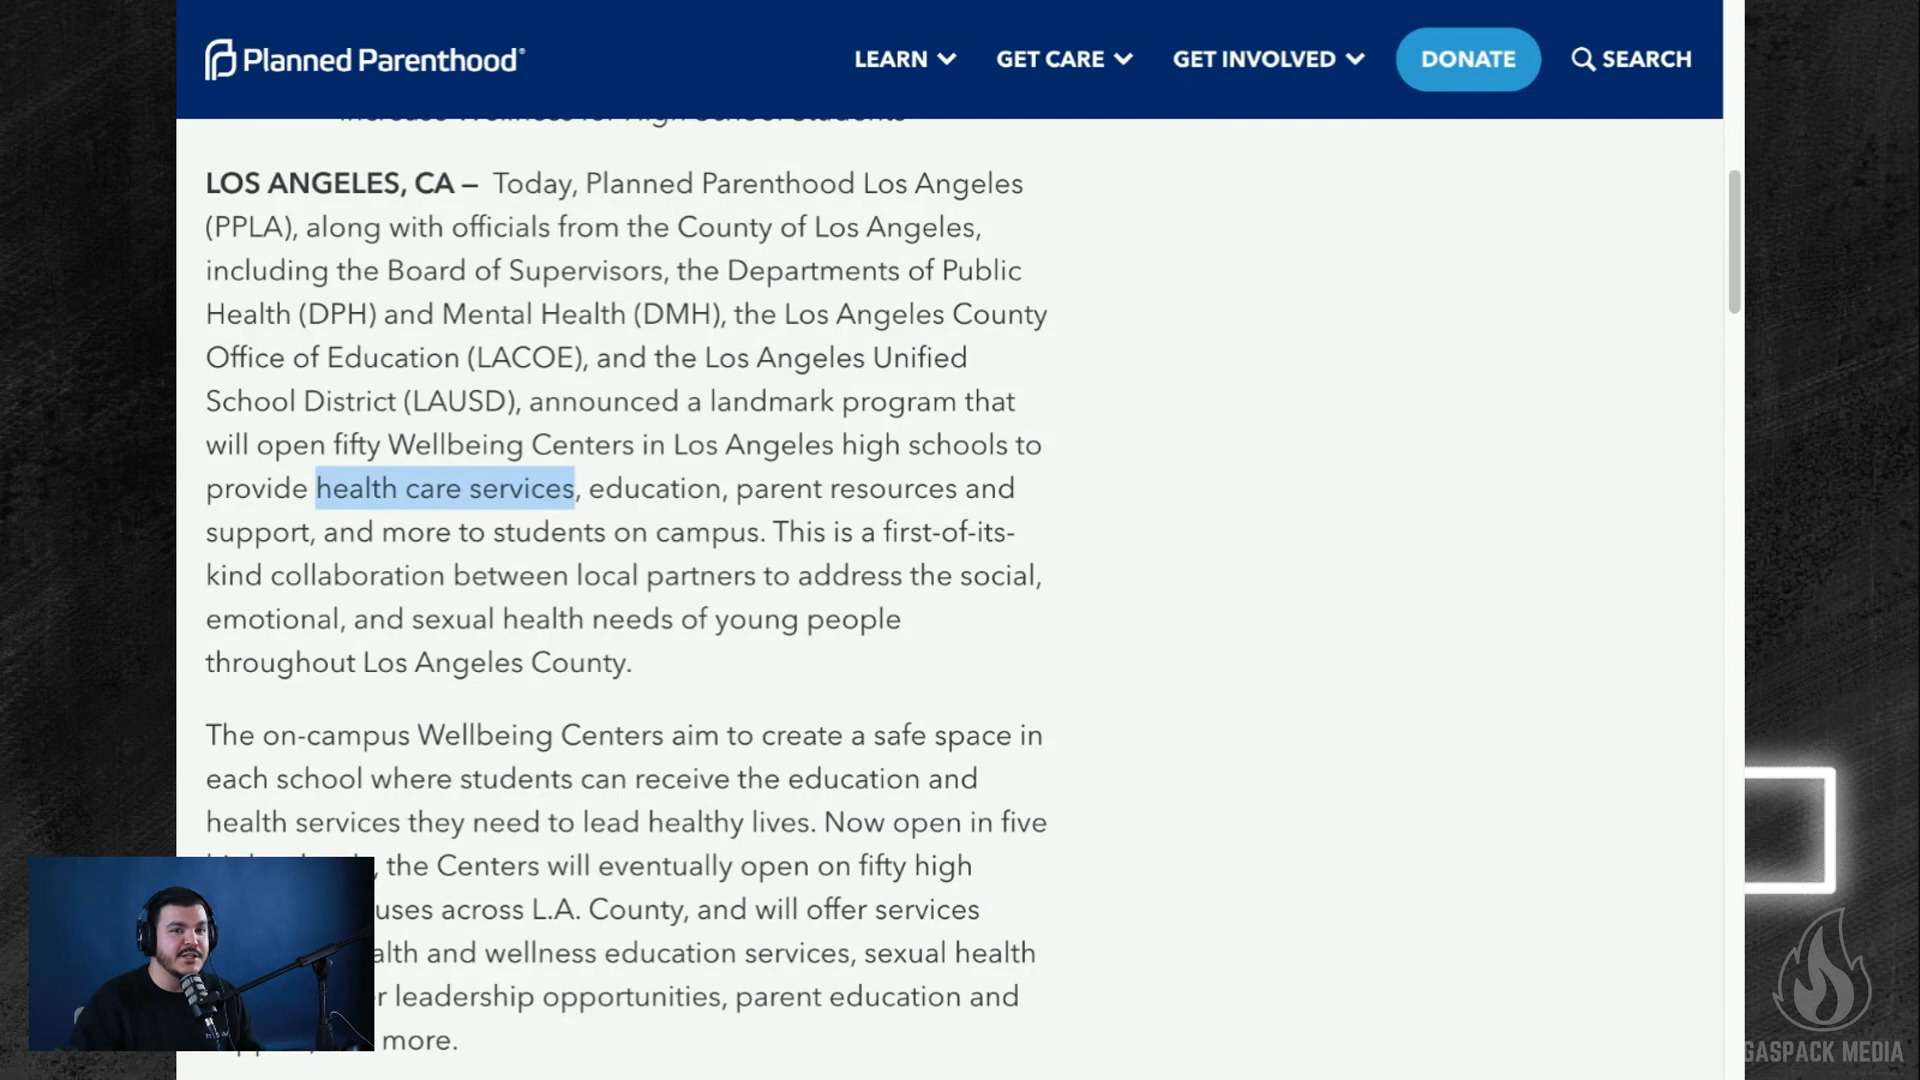 Planned Parenthood®
LEARN
GET CARE
GET INVOLVED
DONATE
SEARCH
Increase Wellness for High School Students
LOS ANGELES, CA – Today, Planned Parenthood Los Angeles
(PPLA), along with officials from the County of Los Angeles,
including the Board of Supervisors, the Departments of Public
Health (DPH) and Mental Health (DMH), the Los Angeles County
Office of Education (LACOE), and the Los Angeles Unified
School District (LAUSD), announced a landmark program that
will open fifty Wellbeing Centers in Los Angeles high schools to
provide health care services, education, parent resources and
support, and more to students on campus. This is a first-of-its-
kind collaboration between local partners to address the social,
emotional, and sexual health needs of young people
throughout Los Angeles County.
The on-campus Wellbeing Centers aim to create a safe space in
each school where students can receive the education and
health services they need to lead healthy lives. Now open in five
, the Centers will eventually open on fifty high
uses across L.A. County, and will offer services
alth and wellness education services, sexual health
r leadership opportunities, parent education and
more.
GASPACK MEDIA